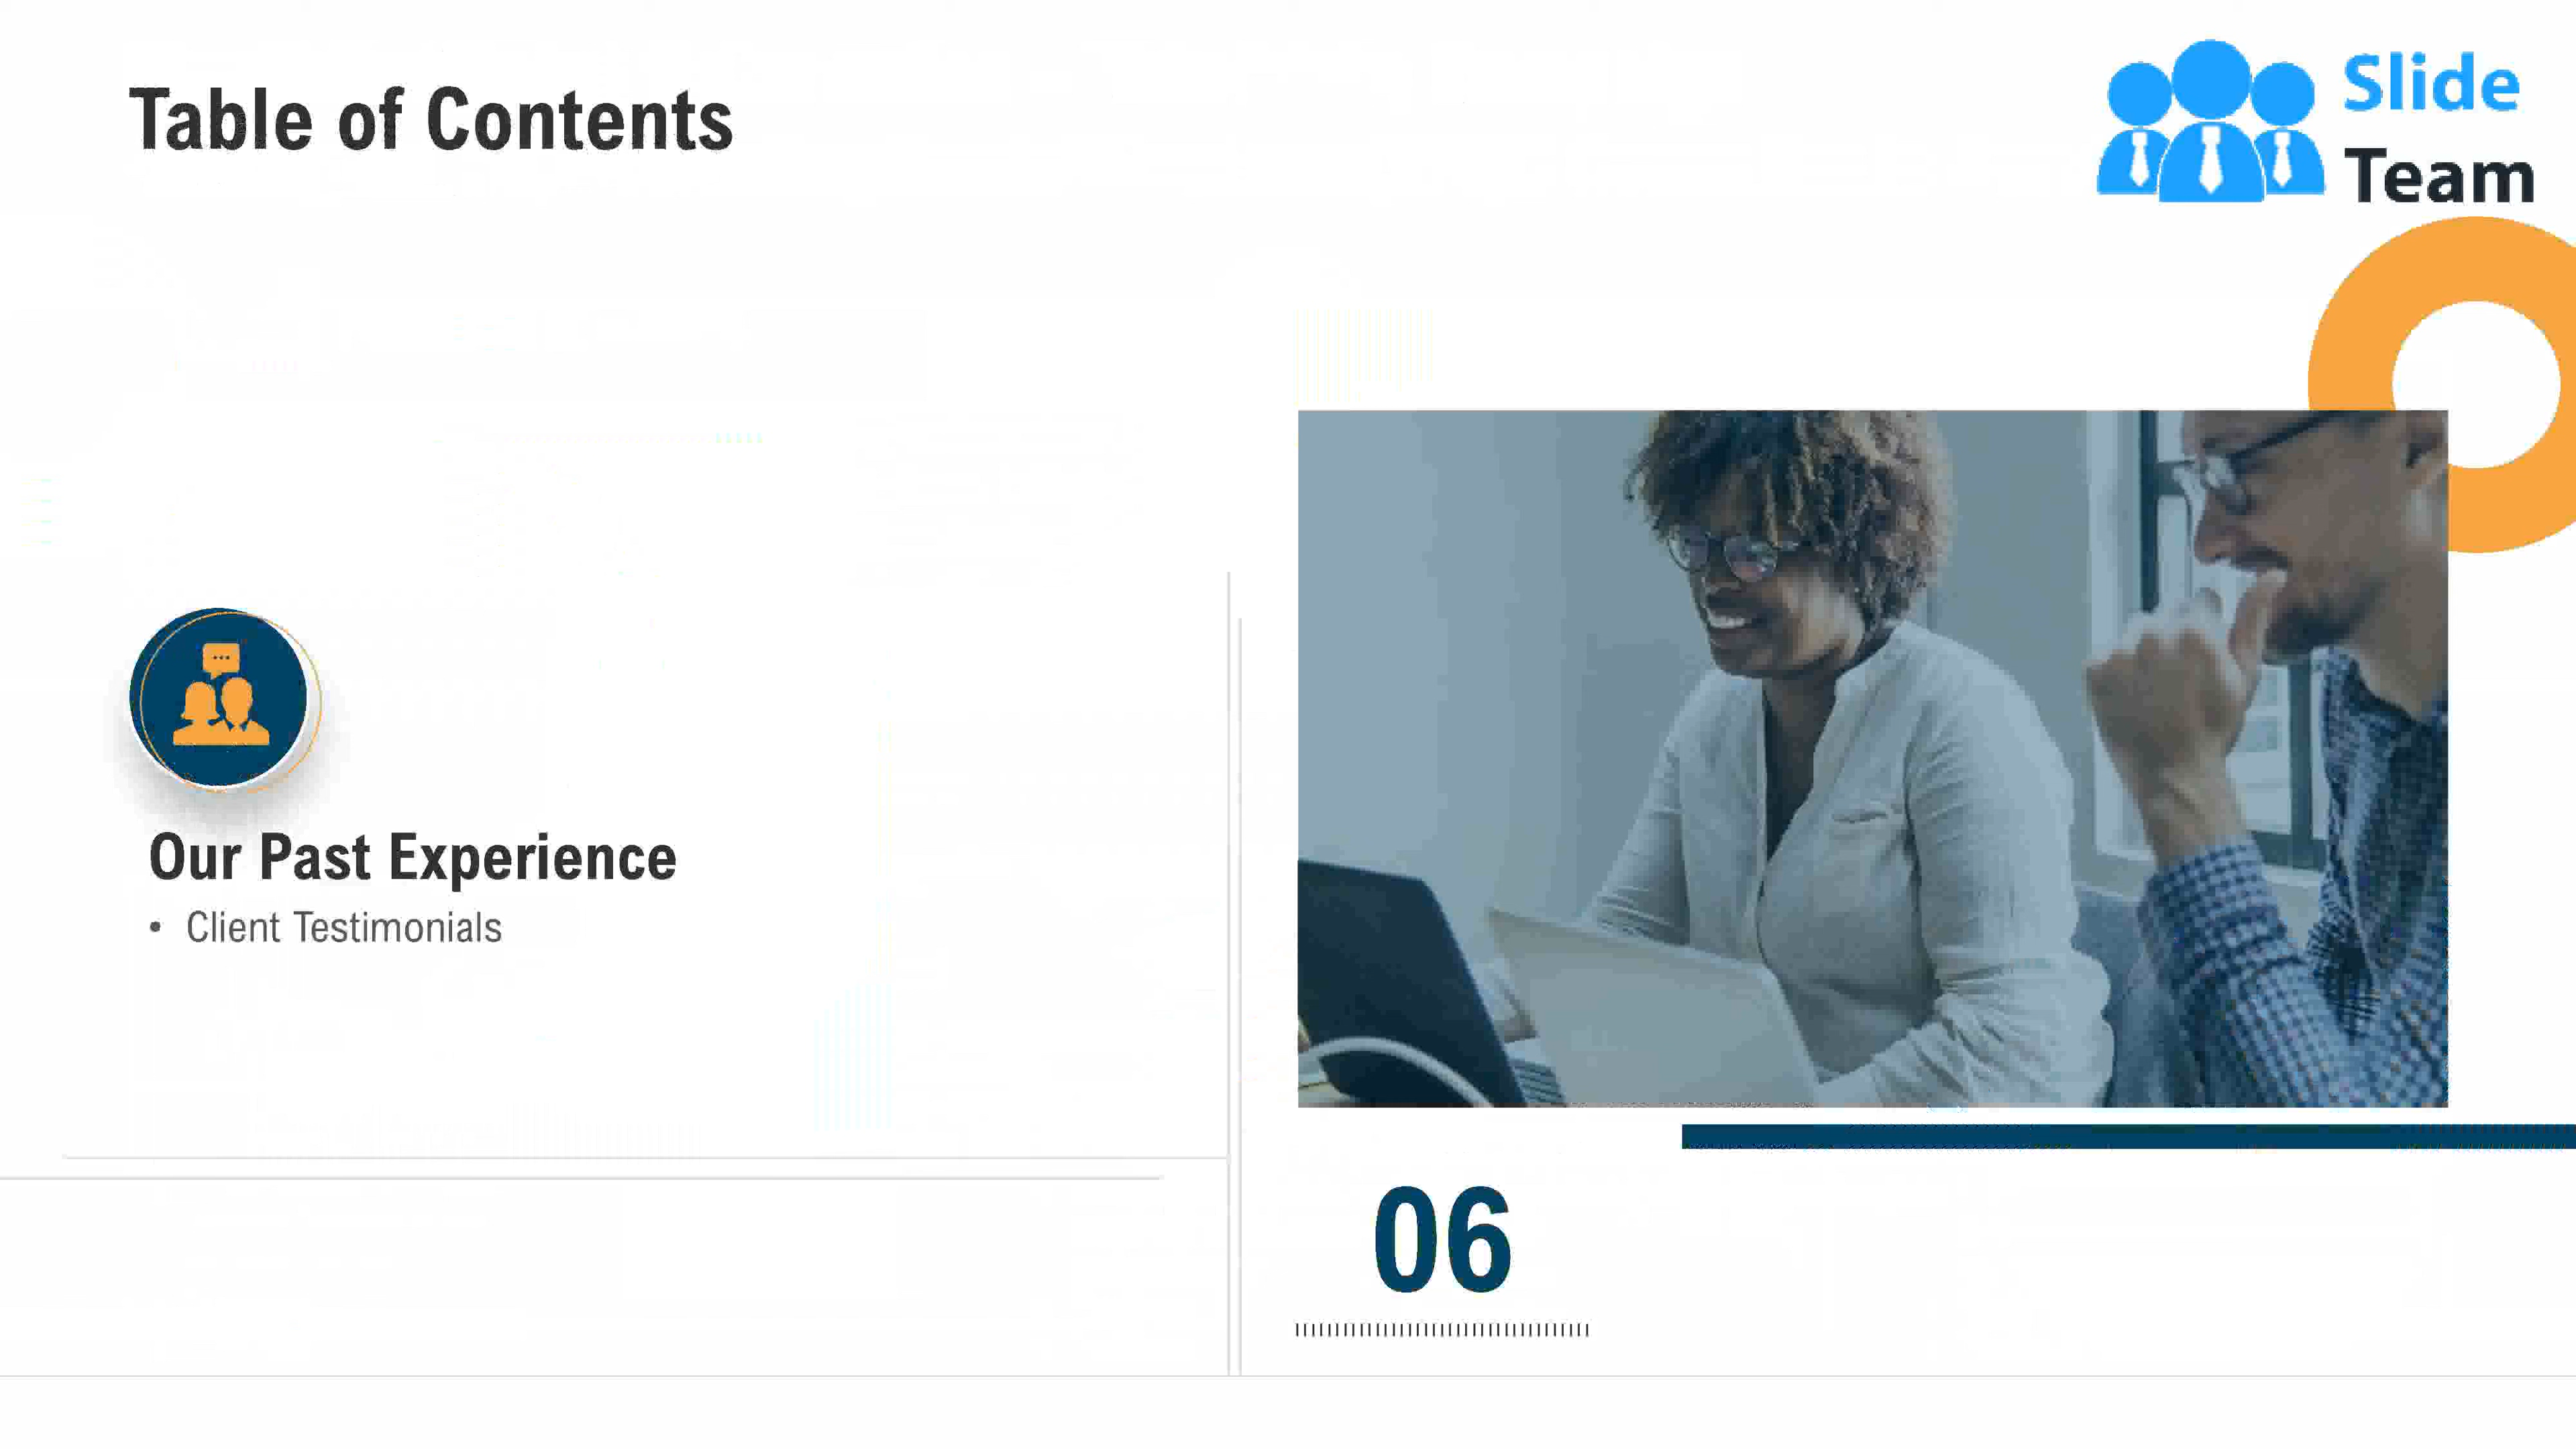 Table of Contents
Slide
Team
Our Past Experience
• Client Testimonials
06